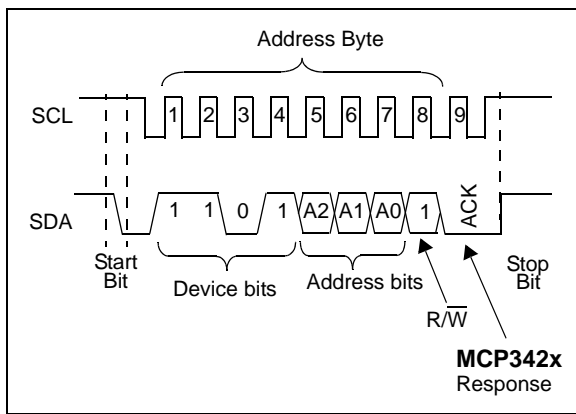 Address Byte
SCL 1 2 3 4 5 6 7 8 9
SDA 1 1 0 1 A2 A1 A0 1 ACK
Start Bit
Device bits
Address bits
Stop Bit
R/W̅
MCP342x
Response